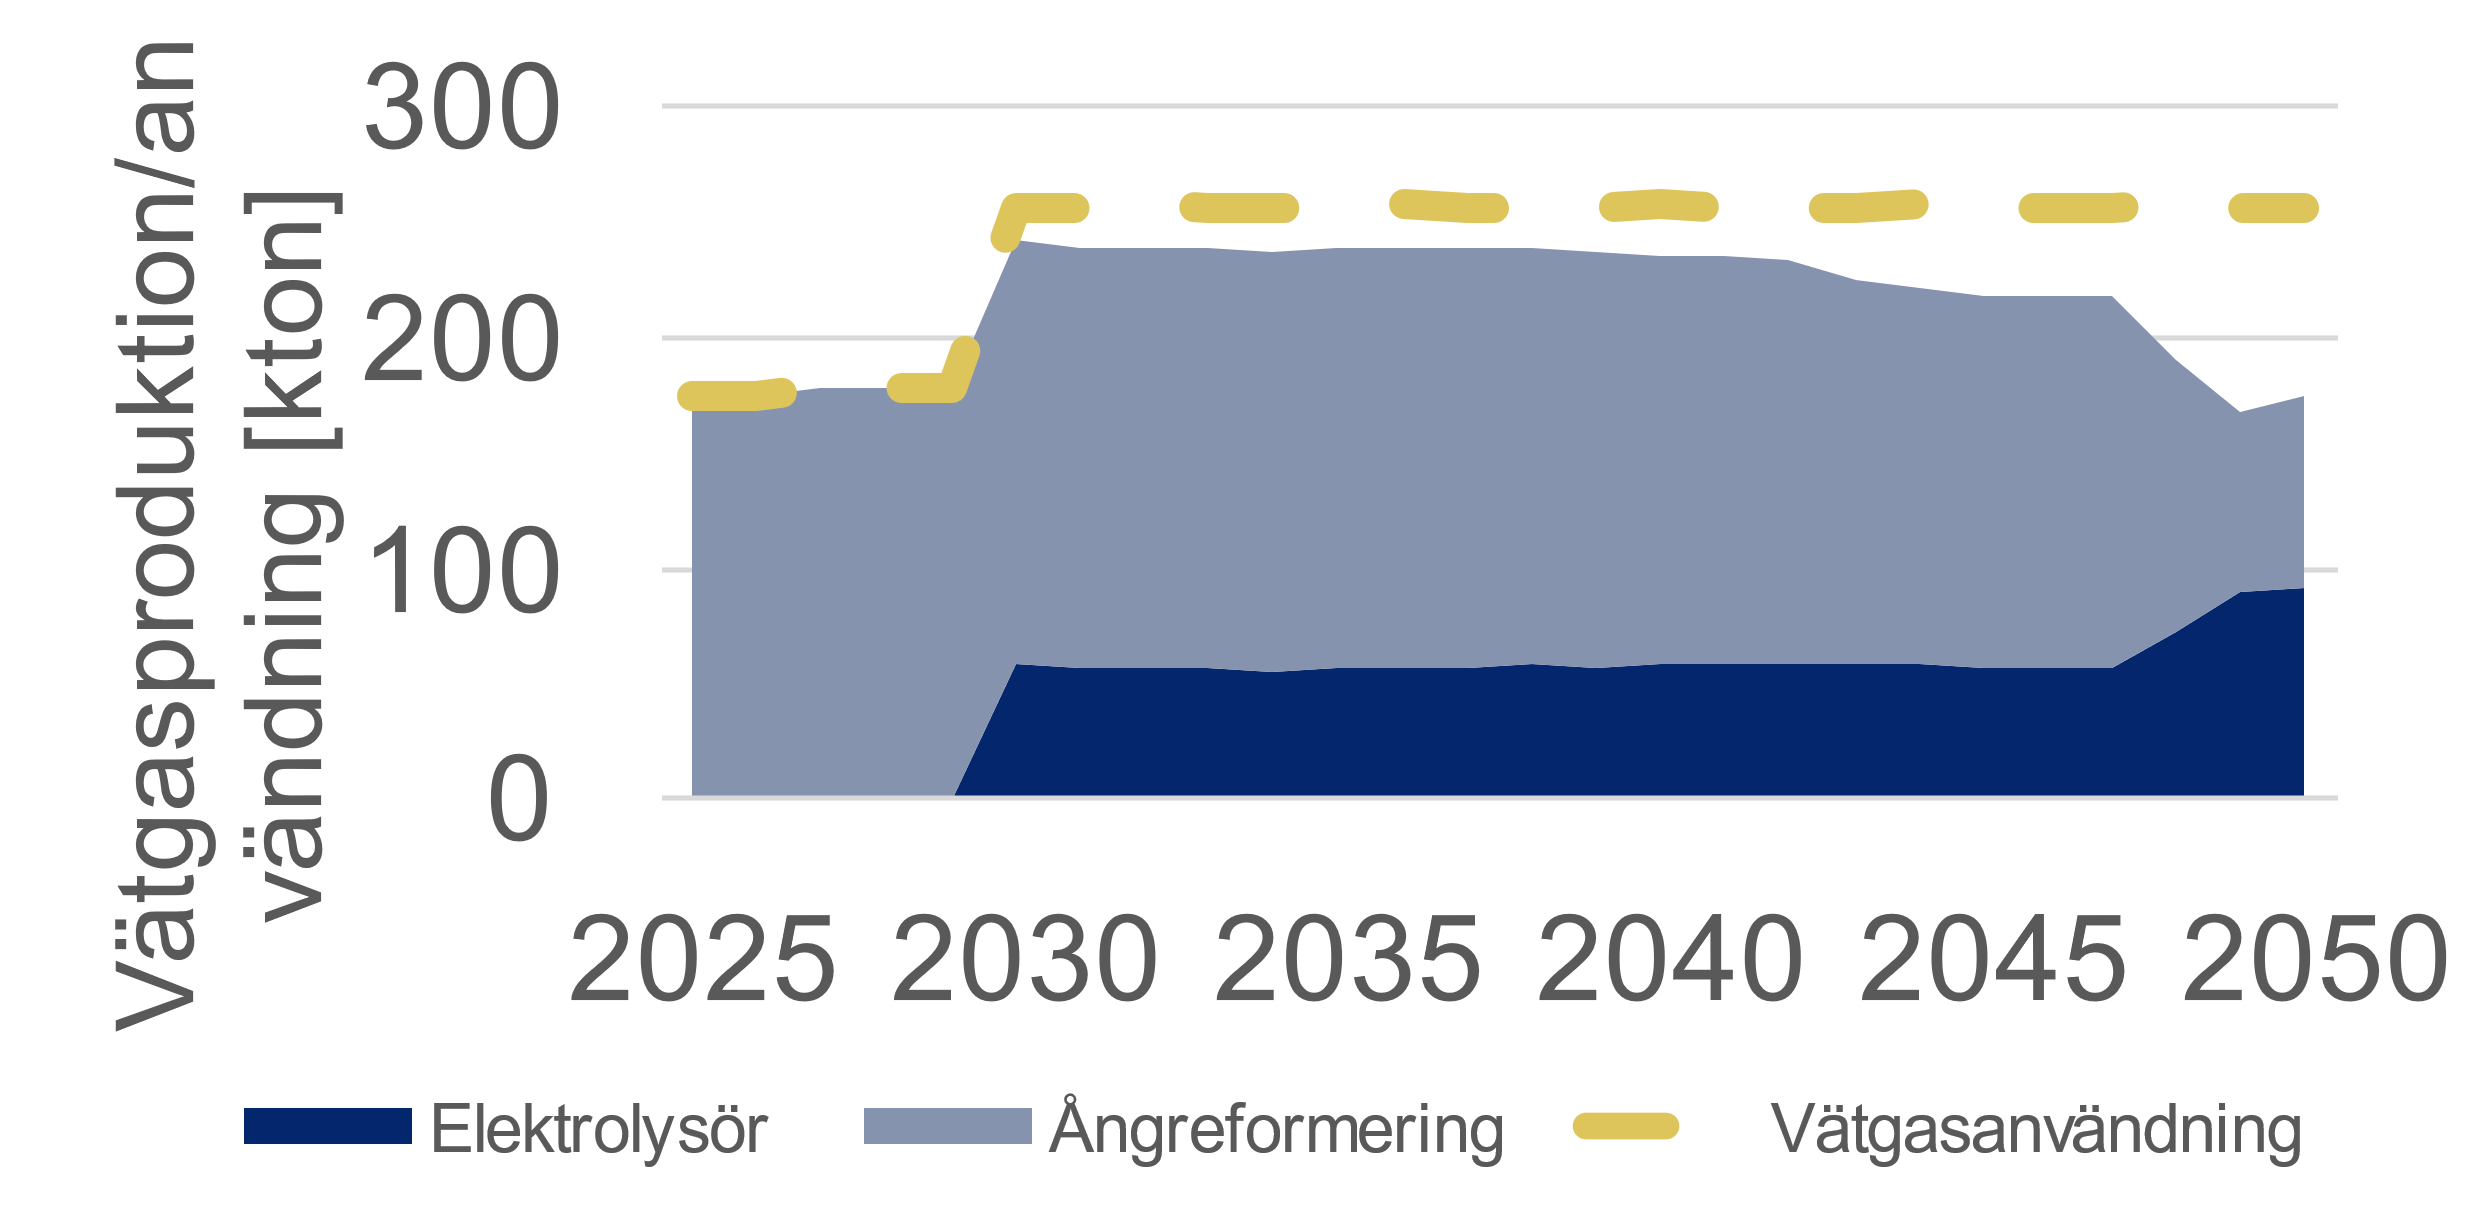 Vätgasproduktion/an
vändning [kton]
300
200
100
0
2025 2030 2035 2040 2045 2050
Elektrolysör Ångreformering Vätgasanvändning